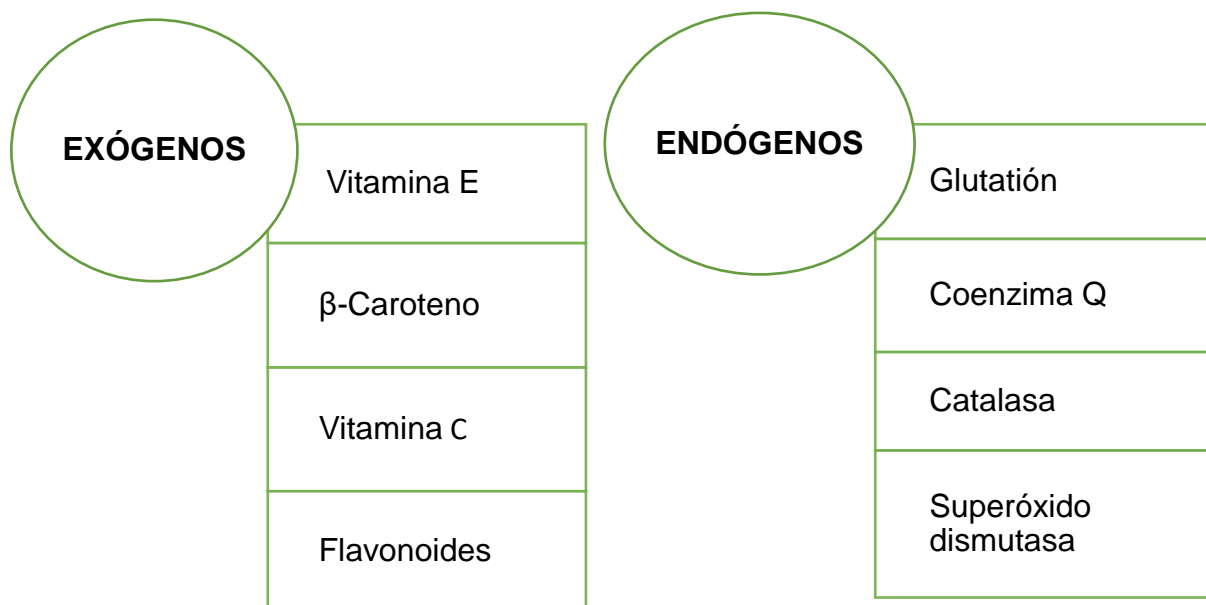 EXÓGENOS
Vitamina E
β-Caroteno
Vitamina C
Flavonoides
ENDÓGENOS
Glutatión
Coenzima Q
Catalasa
Superóxido
dismutasa